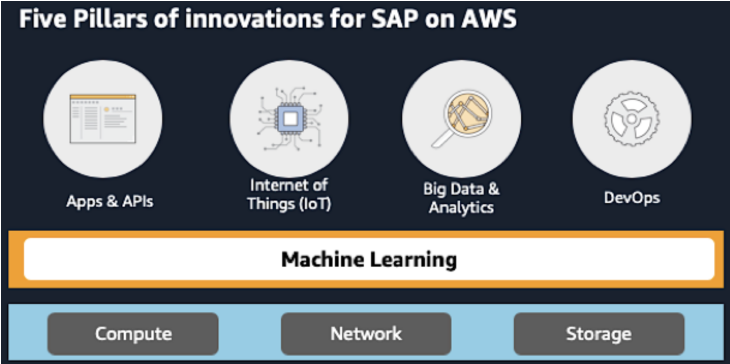 Five Pillars of innovations for SAP on AWS
Apps & APIs
Internet of
Things (IoT)
Big Data &
Analytics
DevOps
Machine Learning
Compute
Network
Storage